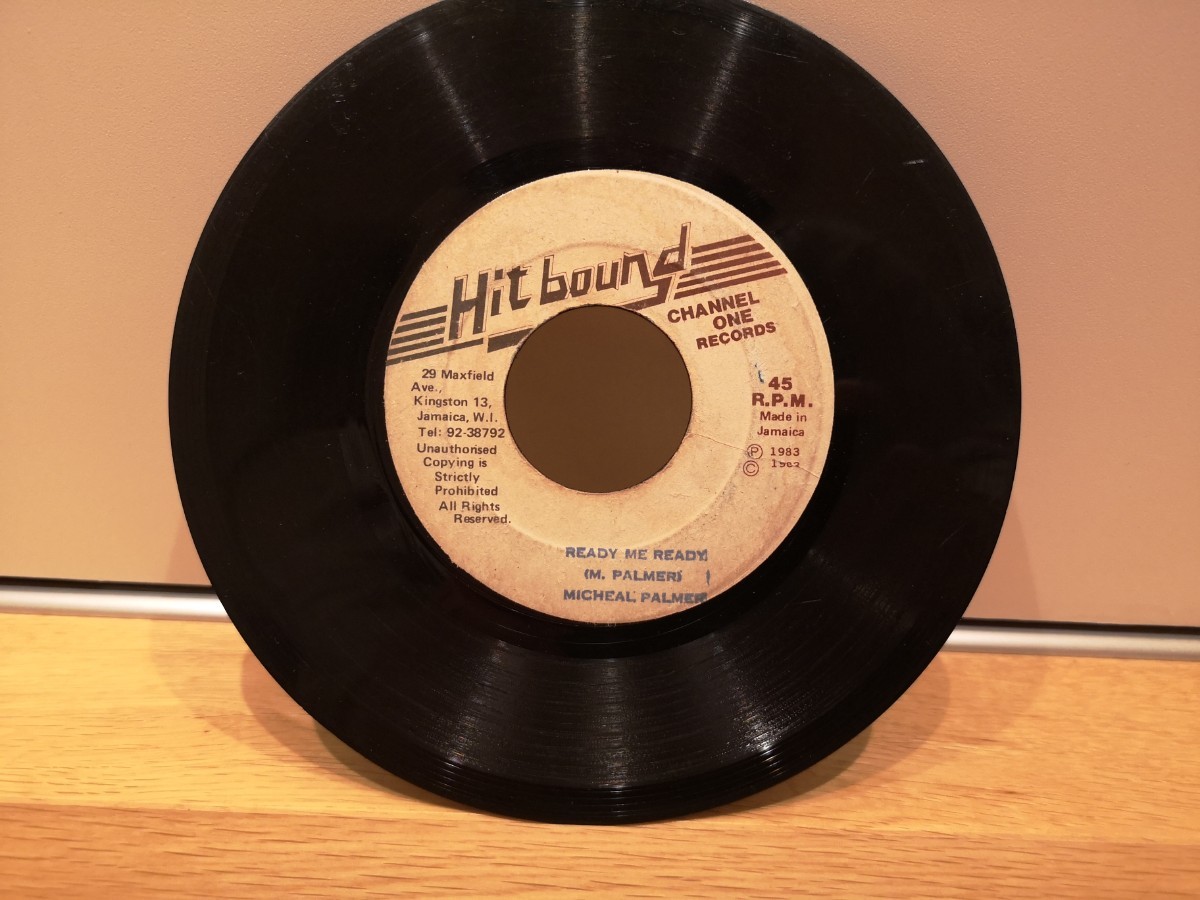 Hit bound
CHANNEL
ONE
RECORDS
29 Maxfield
Ave.,
Kingston 13,
Jamaica, W.I.
Tel: 92-38792
Unauthorised
Copying is
Strictly
Prohibited
All Rights
Reserved.
45
R.P.M.
Made in
Jamaica
Ⓟ 1983
© 1983
READY ME READY
(M. PALMER)
MICHEAL PALMER